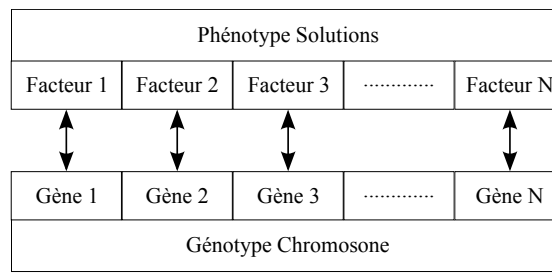 Phénotype Solutions
Facteur 1 Facteur 2 Facteur 3 ............. Facteur N
Gène 1 Gène 2 Gène 3 ............. Gène N
Génotype Chromosone